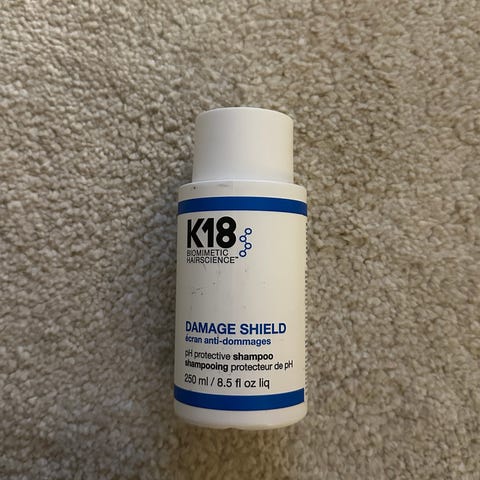 K18
BIOMIMETIC
HAIRSCIENCE™
DAMAGE SHIELD
écran anti-dommages
pH protective shampoo
shampooing protecteur de pH
250 ml / 8.5 fl oz liq